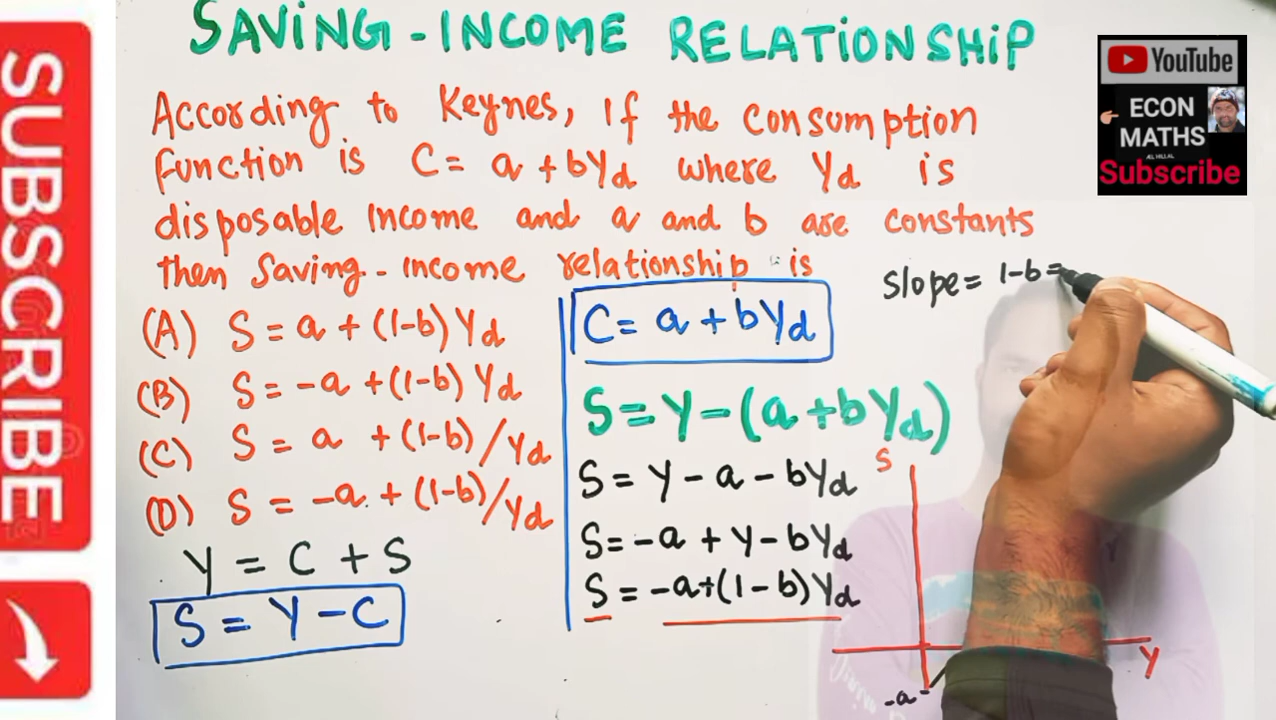 SAVING - INCOME RELATIONSHIP
According to Keynes, If the Consumption
function is C = a + bYd where Yd is
disposable Income and a and b are constants
then Saving - income relationship is
(A) S = a + (1-b) Yd
(B) S = -a + (1-b) Yd
(C) S = a + (1-b) / Yd
(D) S = -a + (1-b) / Yd
Y = C + S
S = Y - C
C = a + bYd
S = Y - (a + b Yd)
S = Y - a - bYd
S = -a + Y - bYd
S = -a + (1 - b) Yd
Slope = 1-b =
S
Y
-a
SUBSCRIBE
YouTube
ECON
MATHS
Subscribe